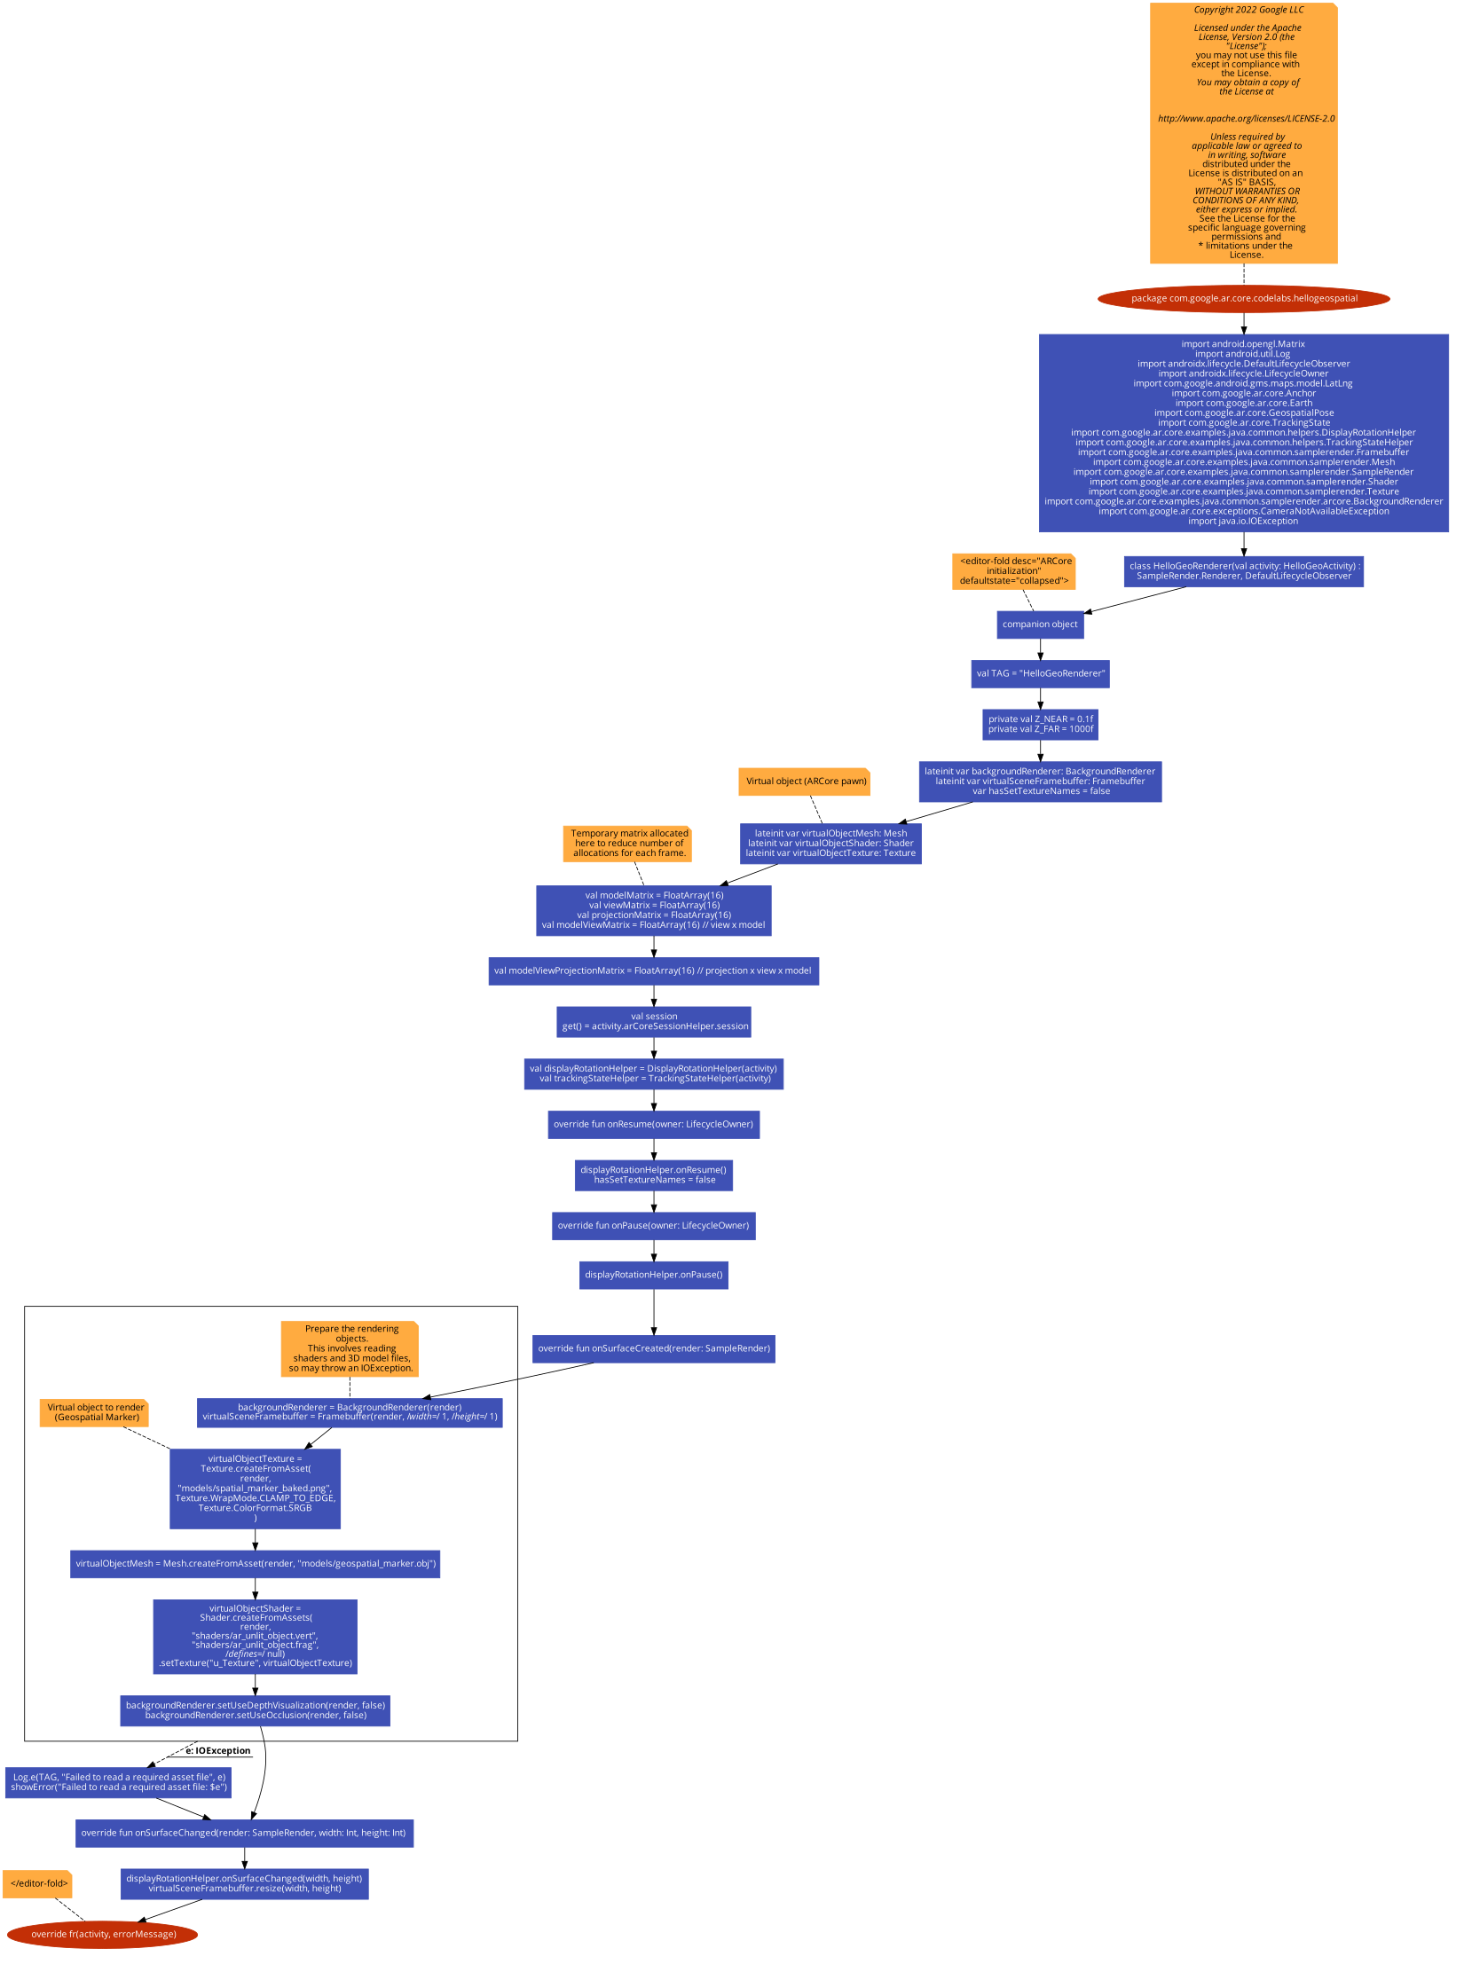 Copyright 2022 Google LLC
Licensed under the Apache
License, Version 2.0 (the
"License");
you may not use this file
except in compliance with
the License.
You may obtain a copy of
the License at
http://www.apache.org/licenses/LICENSE-2.0
Unless required by
applicable law or agreed to
in writing, software
distributed under the
License is distributed on an
"AS IS" BASIS,
WITHOUT WARRANTIES OR
CONDITIONS OF ANY KIND,
either express or implied.
See the License for the
specific language governing
permissions and
* limitations under the
License.
package com.google.ar.core.codelabs.hellogeospatial
import android.opengl.Matrix
import android.util.Log
import androidx.lifecycle.DefaultLifecycleObserver
import androidx.lifecycle.LifecycleOwner
import com.google.android.gms.maps.model.LatLng
import com.google.ar.core.Anchor
import com.google.ar.core.Earth
import com.google.ar.core.GeospatialPose
import com.google.ar.core.TrackingState
import com.google.ar.core.examples.java.common.helpers.DisplayRotationHelper
import com.google.ar.core.examples.java.common.helpers.TrackingStateHelper
import com.google.ar.core.examples.java.common.samplerender.Framebuffer
import com.google.ar.core.examples.java.common.samplerender.Mesh
import com.google.ar.core.examples.java.common.samplerender.SampleRender
import com.google.ar.core.examples.java.common.samplerender.Shader
import com.google.ar.core.examples.java.common.samplerender.Texture
import com.google.ar.core.examples.java.common.samplerender.arcore.BackgroundRenderer
import com.google.ar.core.exceptions.CameraNotAvailableException
import java.io.IOException
<editor-fold desc="ARCore
initialization"
defaultstate="collapsed">
class HelloGeoRenderer(val activity: HelloGeoActivity) :
SampleRender.Renderer, DefaultLifecycleObserver
companion object
val TAG = "HelloGeoRenderer"
private val Z_NEAR = 0.1f
private val Z_FAR = 1000f
lateinit var backgroundRenderer: BackgroundRenderer
lateinit var virtualSceneFramebuffer: Framebuffer
var hasSetTextureNames = false
Virtual object (ARCore pawn)
lateinit var virtualObjectMesh: Mesh
lateinit var virtualObjectShader: Shader
lateinit var virtualObjectTexture: Texture
Temporary matrix allocated
here to reduce number of
allocations for each frame.
val modelMatrix = FloatArray(16)
val viewMatrix = FloatArray(16)
val projectionMatrix = FloatArray(16)
val modelViewMatrix = FloatArray(16) // view x model
val modelViewProjectionMatrix = FloatArray(16) // projection x view x model
val session
get() = activity.arCoreSessionHelper.session
val displayRotationHelper = DisplayRotationHelper(activity)
val trackingStateHelper = TrackingStateHelper(activity)
override fun onResume(owner: LifecycleOwner)
displayRotationHelper.onResume()
hasSetTextureNames = false
override fun onPause(owner: LifecycleOwner)
displayRotationHelper.onPause()
override fun onSurfaceCreated(render: SampleRender)
Prepare the rendering
objects.
This involves reading
shaders and 3D model files,
so may throw an IOException.
backgroundRenderer = BackgroundRenderer(render)
virtualSceneFramebuffer = Framebuffer(render, /width=/ 1, /height=/ 1)
Virtual object to render
(Geospatial Marker)
virtualObjectTexture =
Texture.createFromAsset(
render,
"models/spatial_marker_baked.png",
Texture.WrapMode.CLAMP_TO_EDGE,
Texture.ColorFormat.SRGB
)
virtualObjectMesh = Mesh.createFromAsset(render, "models/geospatial_marker.obj")
virtualObjectShader =
Shader.createFromAssets(
render,
"shaders/ar_unlit_object.vert",
"shaders/ar_unlit_object.frag",
/defines=/ null)
.setTexture("u_Texture", virtualObjectTexture)
backgroundRenderer.setUseDepthVisualization(render, false)
backgroundRenderer.setUseOcclusion(render, false)
e: IOException
Log.e(TAG, "Failed to read a required asset file", e)
showError("Failed to read a required asset file: $e")
override fun onSurfaceChanged(render: SampleRender, width: Int, height: Int)
displayRotationHelper.onSurfaceChanged(width, height)
virtualSceneFramebuffer.resize(width, height)
</editor-fold>
override fr(activity, errorMessage)